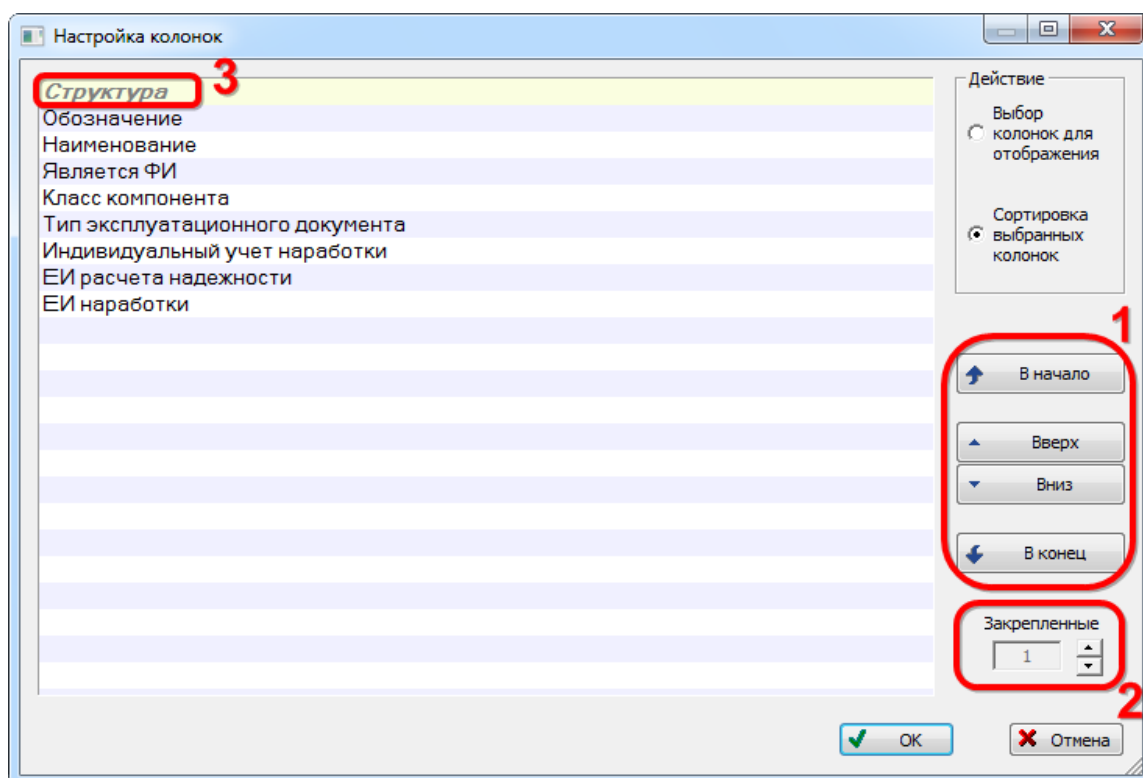 Настройка колонок
Структура
3
Обозначение
Наименование
Является ФИ
Класс компонента
Тип эксплуатационного документа
Индивидуальный учет наработки
ЕИ расчета надежности
ЕИ наработки
Действие
Выбор
колонок для
отображения
Сортировка
выбранных
колонок
1
В начало
Вверх
Вниз
В конец
Закрепленные
1
2
ОК
Отмена